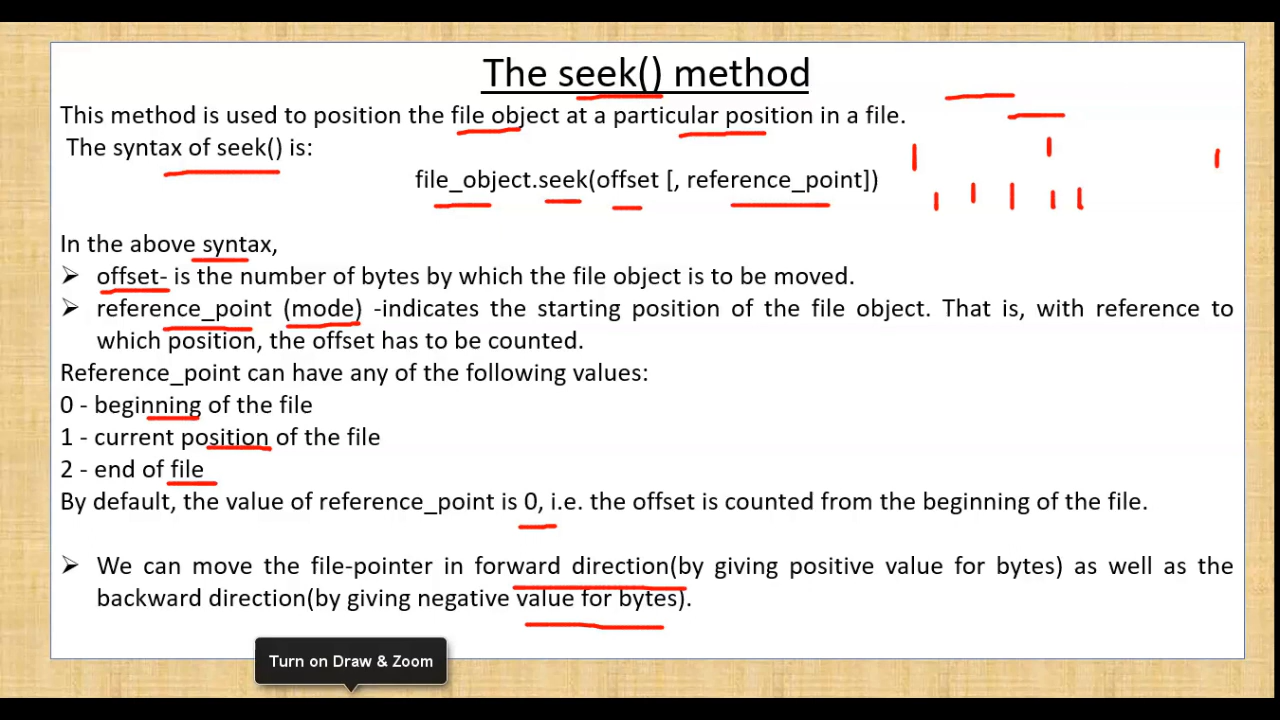 The seek() method
This method is used to position the file object at a particular position in a file.
The syntax of seek() is:
file_object.seek(offset [, reference_point])
In the above syntax,
➢ offset- is the number of bytes by which the file object is to be moved.
➢ reference_point (mode) -indicates the starting position of the file object. That is, with reference to
which position, the offset has to be counted.
Reference_point can have any of the following values:
0 - beginning of the file
1 - current position of the file
2 - end of file
By default, the value of reference_point is 0, i.e. the offset is counted from the beginning of the file.
➢ We can move the file-pointer in forward direction(by giving positive value for bytes) as well as the
backward direction(by giving negative value for bytes).
Turn on Draw & Zoom